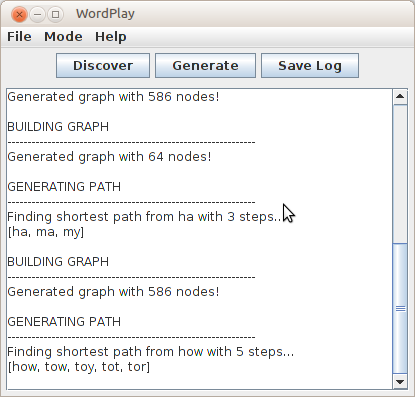 WordPlay
File Mode Help
Discover Generate Save Log
Generated graph with 586 nodes!
BUILDING GRAPH
--------------------------------------------------------------
Generated graph with 64 nodes!
GENERATING PATH
--------------------------------------------------------------
Finding shortest path from ha with 3 steps...
[ha, ma, my]
BUILDING GRAPH
--------------------------------------------------------------
Generated graph with 586 nodes!
GENERATING PATH
--------------------------------------------------------------
Finding shortest path from how with 5 steps...
[how, tow, toy, tot, tor]